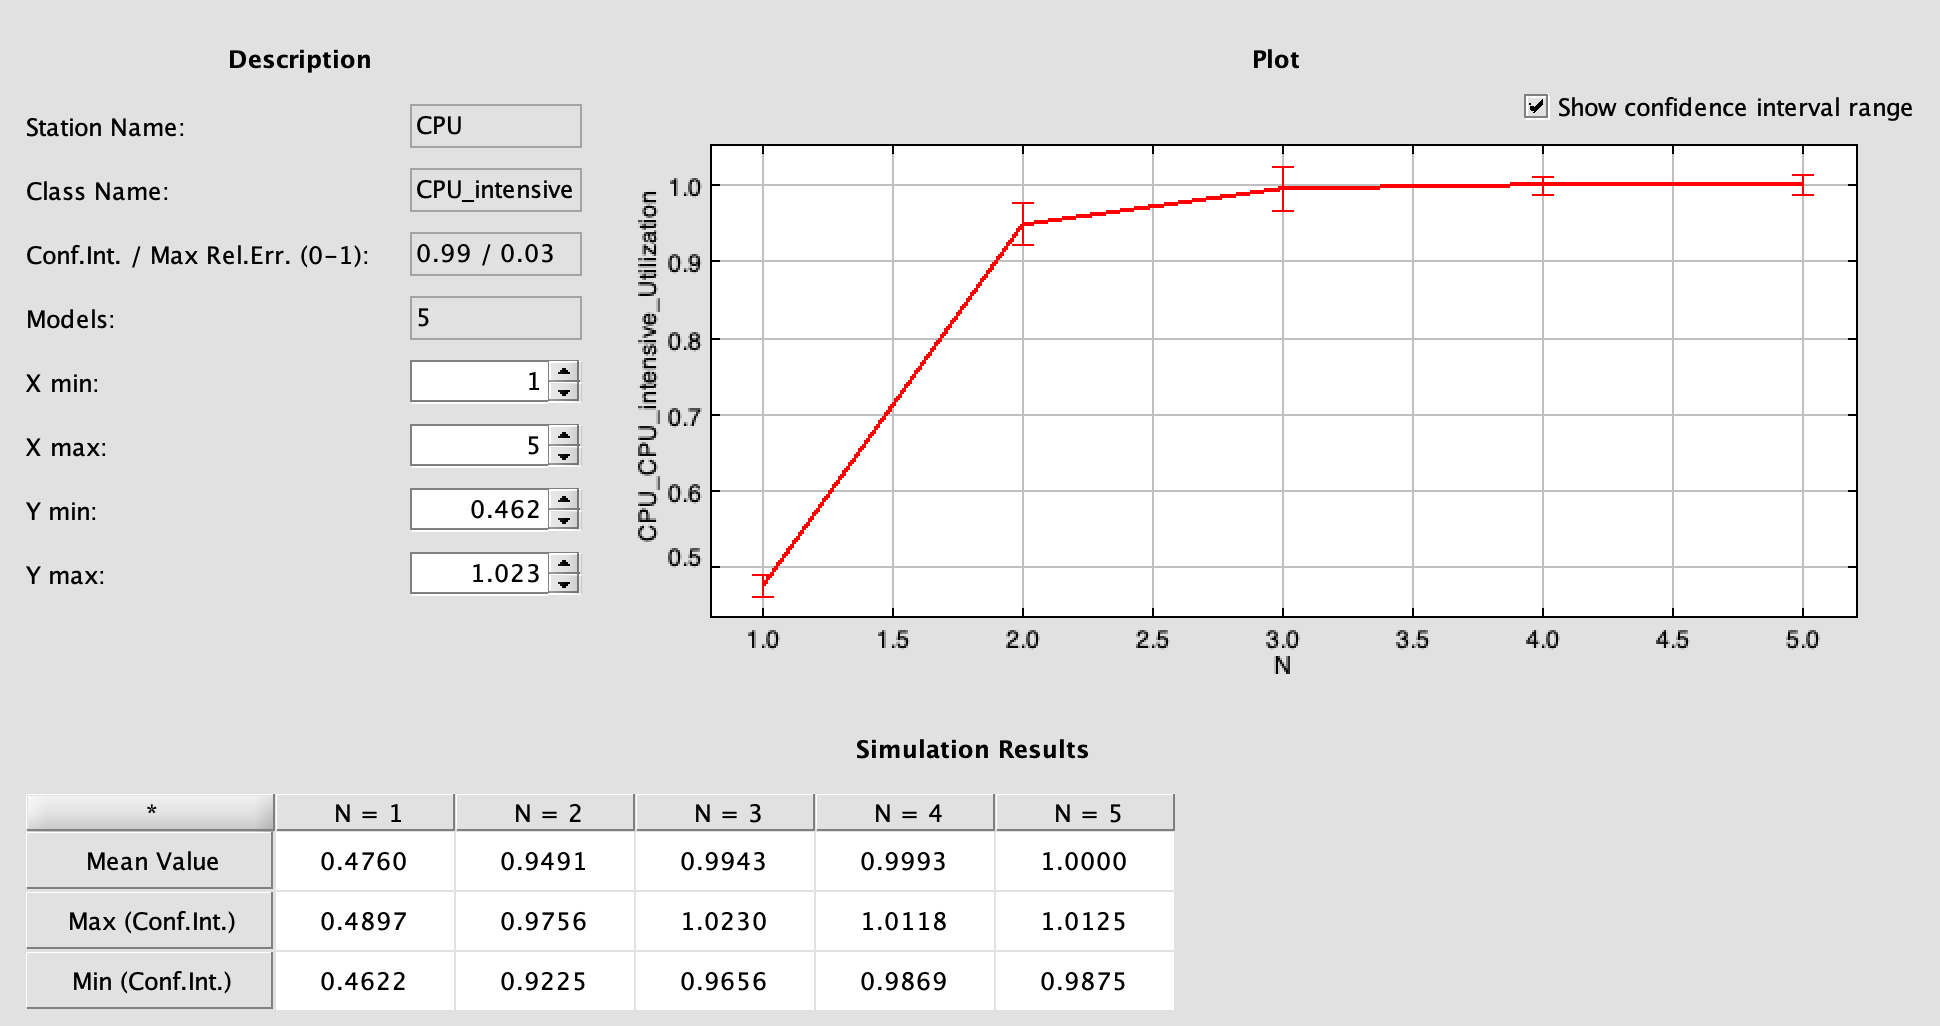 Description
Station Name: CPU
Class Name: CPU_intensive
Conf.Int. / Max Rel.Err. (0-1): 0.99 / 0.03
Models: 5
X min: 1
X max: 5
Y min: 0.462
Y max: 1.023
Plot
Show confidence interval range
CPU_CPU_intensive_Utilization
1.0
0.9
0.8
0.7
0.6
0.5
1.0 1.5 2.0 2.5 3.0 3.5 4.0 4.5 5.0
N
Simulation Results
* N = 1 N = 2 N = 3 N = 4 N = 5
Mean Value 0.4760 0.9491 0.9943 0.9993 1.0000
Max (Conf.Int.) 0.4897 0.9756 1.0230 1.0118 1.0125
Min (Conf.Int.) 0.4622 0.9225 0.9656 0.9869 0.9875